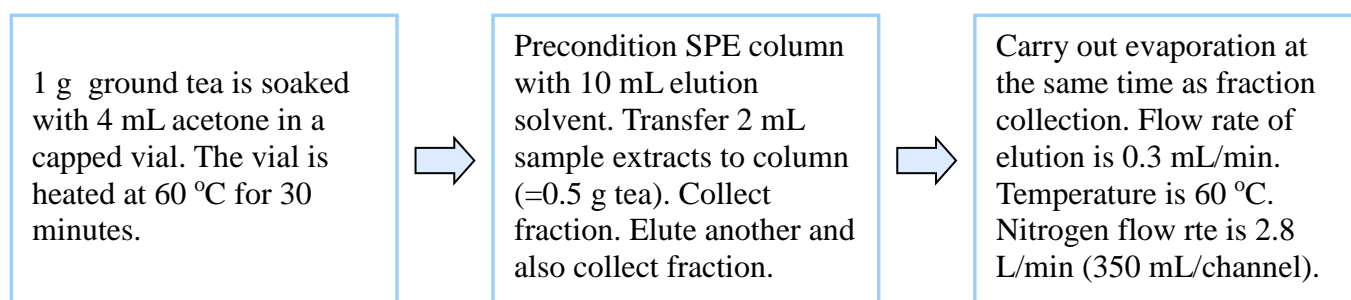 1 g ground tea is soaked
with 4 mL acetone in a
capped vial. The vial is
heated at 60 °C for 30
minutes.
Precondition SPE column
with 10 mL elution
solvent. Transfer 2 mL
sample extracts to column
(=0.5 g tea). Collect
fraction. Elute another and
also collect fraction.
Carry out evaporation at
the same time as fraction
collection. Flow rate of
elution is 0.3 mL/min.
Temperature is 60 °C.
Nitrogen flow rte is 2.8
L/min (350 mL/channel).